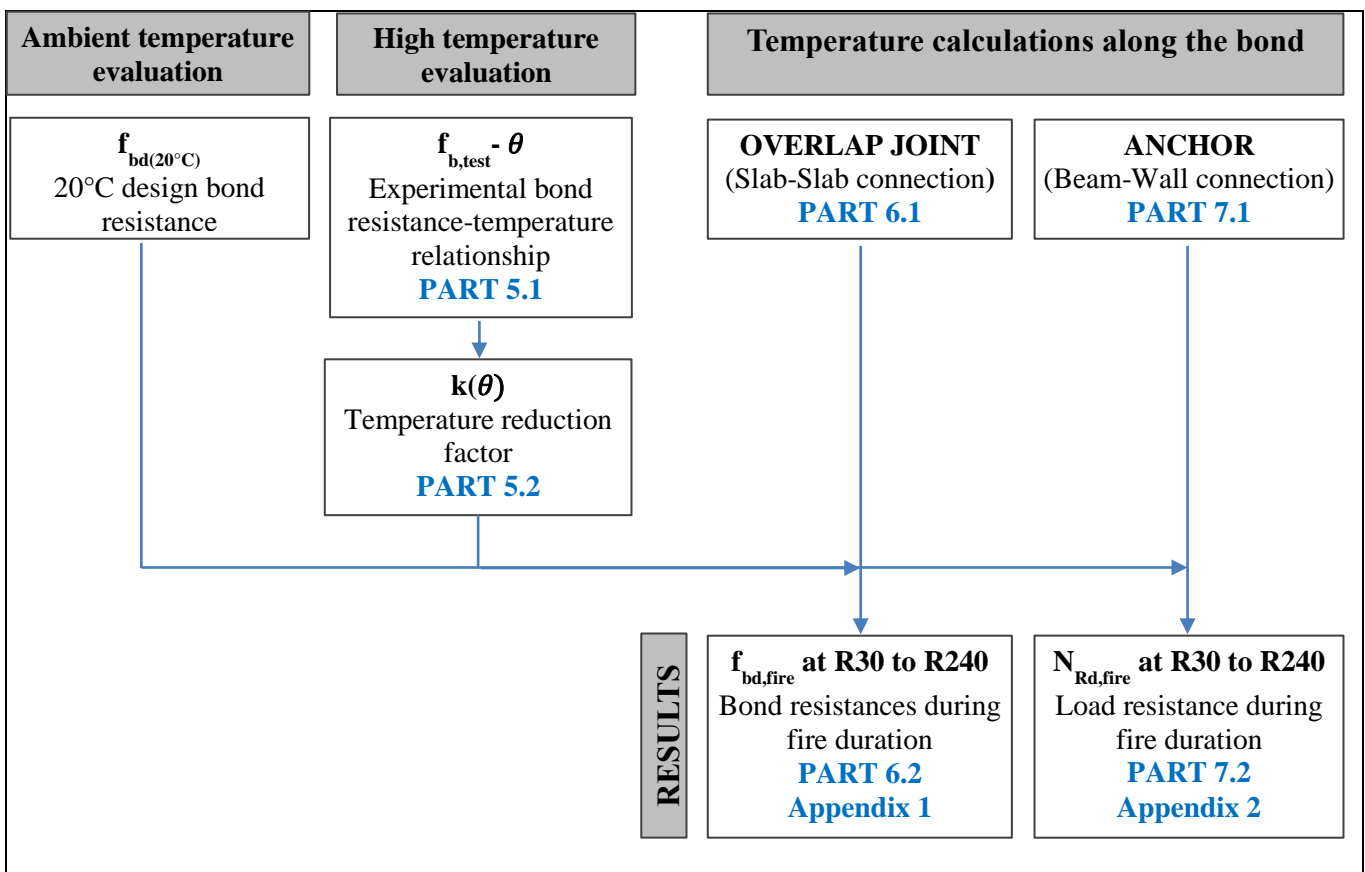 Ambient temperature
evaluation
High temperature
evaluation
Temperature calculations along the bond
fbd(20°C)
20°C design bond
resistance
fb,test- θ
Experimental bond
resistance-temperature
relationship
PART 5.1
OVERLAP JOINT
(Slab-Slab connection)
PART 6.1
ANCHOR
(Beam-Wall connection)
PART 7.1
k(θ)
Temperature reduction
factor
PART 5.2
RESULTS
fbd,fire at R30 to R240
Bond resistances during
fire duration
PART 6.2
Appendix 1
NRd,fire at R30 to R240
Load resistance during
fire duration
PART 7.2
Appendix 2